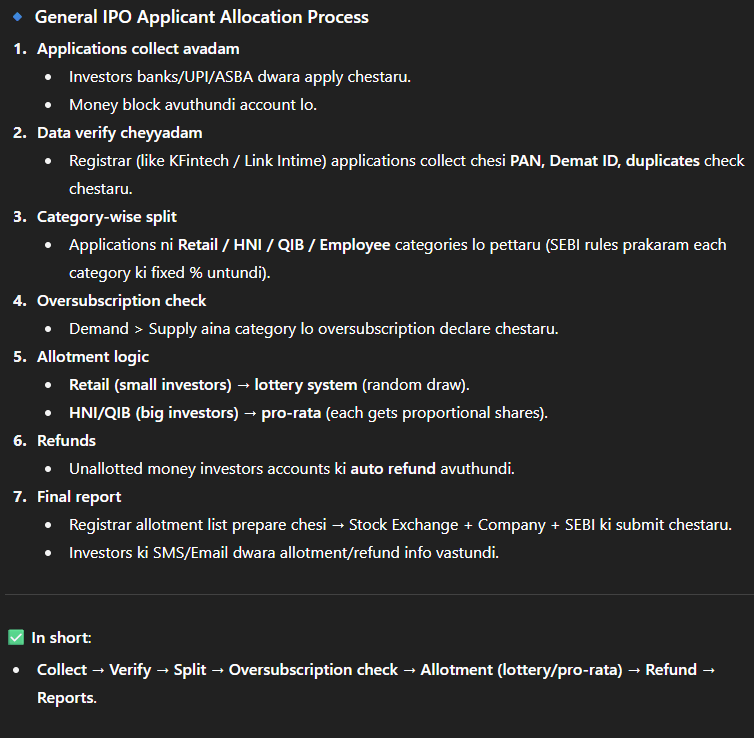 🔹 General IPO Applicant Allocation Process
1. Applications collect avadam
• Investors banks/UPI/ASBA dwara apply chestaru.
• Money block avuthundi account lo.
2. Data verify cheyyadam
• Registrar (like KFintech / Link Intime) applications collect chesi PAN, Demat ID, duplicates check
chestaru.
3. Category-wise split
• Applications ni Retail / HNI / QIB / Employee categories lo pettaru (SEBI rules prakaram each
category ki fixed % untundi).
4. Oversubscription check
• Demand > Supply aina category lo oversubscription declare chestaru.
5. Allotment logic
• Retail (small investors) → lottery system (random draw).
• HNI/QIB (big investors) → pro-rata (each gets proportional shares).
6. Refunds
• Unallotted money investors accounts ki auto refund avuthundi.
7. Final report
• Registrar allotment list prepare chesi → Stock Exchange + Company + SEBI ki submit chestaru.
• Investors ki SMS/Email dwara allotment/refund info vastundi.
✅ In short:
• Collect → Verify → Split → Oversubscription check → Allotment (lottery/pro-rata) → Refund →
Reports.